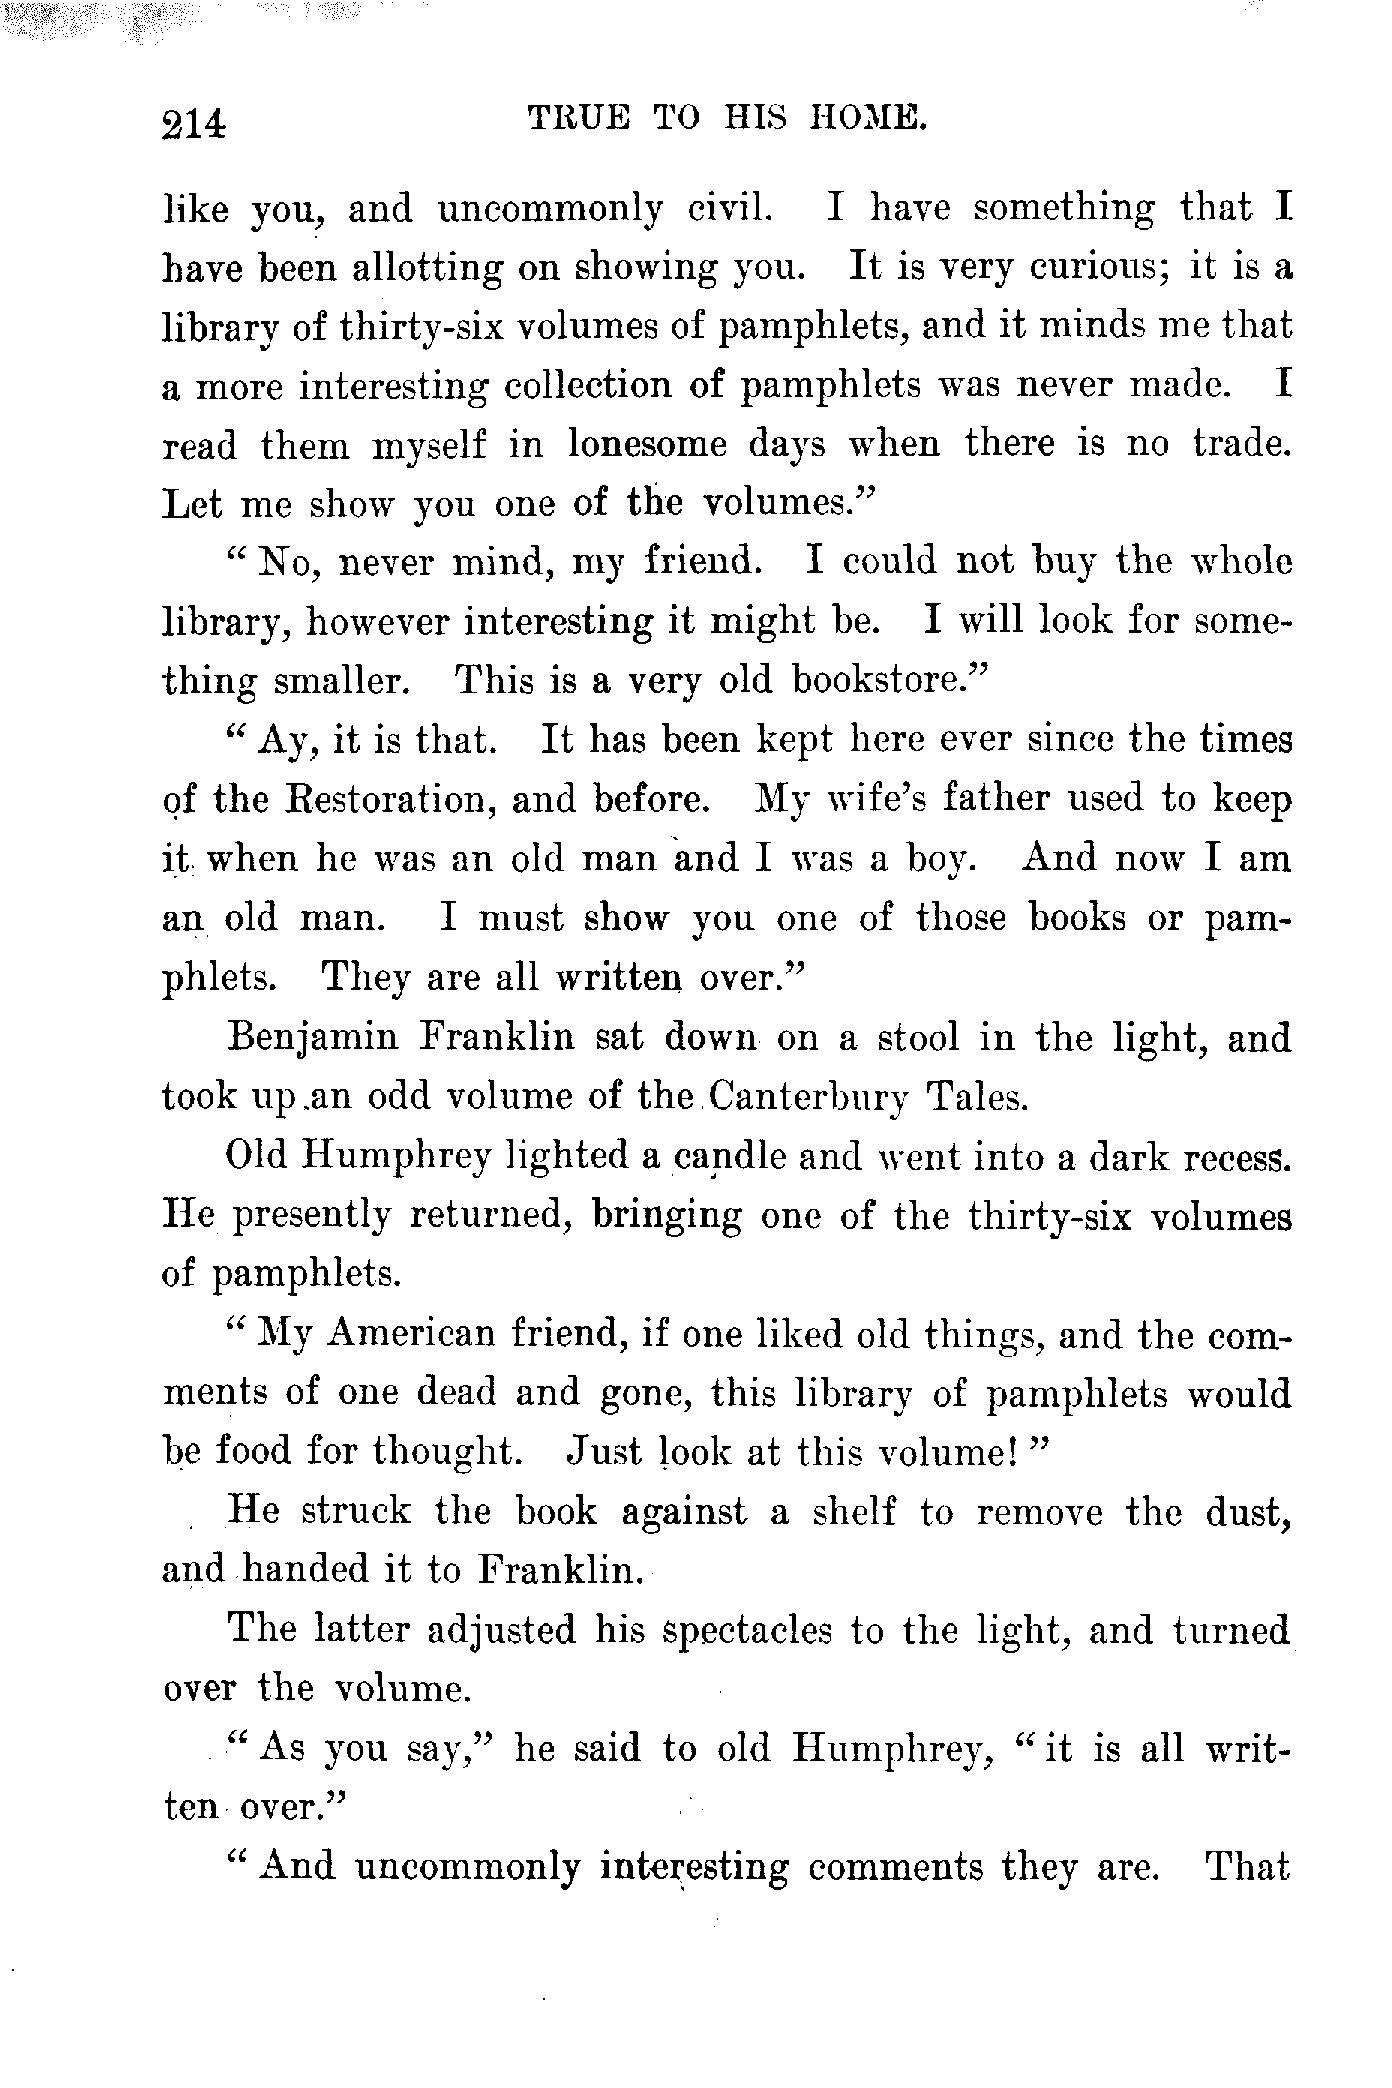 214 TRUE TO HIS HOME.
like you, and uncommonly civil. I have something that I
have been allotting on showing you. It is very curious; it is a
library of thirty-six volumes of pamphlets, and it minds me that
a more interesting collection of pamphlets was never made. I
read them myself in lonesome days when there is no trade.
Let me show you one of the volumes.”
“ No, never mind, my friend. I could not buy the whole
library, however interesting it might be. I will look for some-
thing smaller. This is a very old bookstore.”
“ Ay, it is that. It has been kept here ever since the times
of the Restoration, and before. My wife’s father used to keep
it when he was an old man and I was a boy. And now I am
an old man. I must show you one of those books or pam-
phlets. They are all written over.”
Benjamin Franklin sat down on a stool in the light, and
took up an odd volume of the Canterbury Tales.
Old Humphrey lighted a candle and went into a dark recess.
He presently returned, bringing one of the thirty-six volumes
of pamphlets.
“ My American friend, if one liked old things, and the com-
ments of one dead and gone, this library of pamphlets would
be food for thought. Just look at this volume! ”
He struck the book against a shelf to remove the dust,
and handed it to Franklin.
The latter adjusted his spectacles to the light, and turned
over the volume.
“ As you say,” he said to old Humphrey, “ it is all writ-
ten over.”
“ And uncommonly interesting comments they are. That